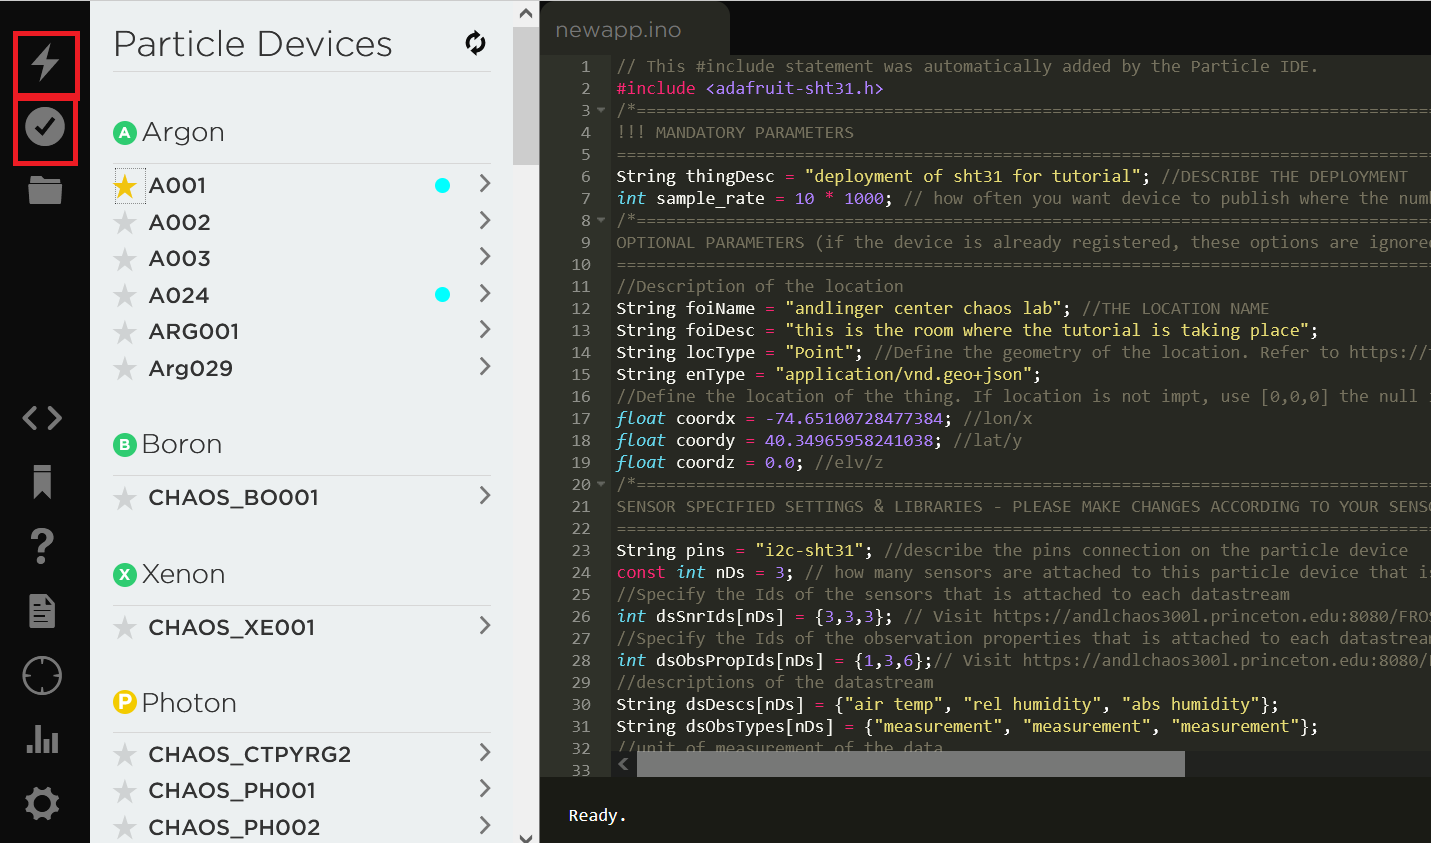 Particle Devices
A Argon
A001
A002
A003
A024
ARG001
Arg029
B Boron
CHAOS_BO001
X Xenon
CHAOS_XE001
P Photon
CHAOS_CTPYRG2
CHAOS_PH001
CHAOS_PH002
newapp.ino
1 // This #include statement was automatically added by the Particle IDE.
2 #include <adafruit-sht31.h>
3 /*==================================================================================
4 !!! MANDATORY PARAMETERS
5 ==================================================================================
6 String thingDesc = "deployment of sht31 for tutorial"; //DESCRIBE THE DEPLOYMENT
7 int sample_rate = 10 * 1000; // how often you want device to publish where the num
8 /*==================================================================================
9 OPTIONAL PARAMETERS (if the device is already registered, these options are ignore
10 ==================================================================================
11 //Description of the location
12 String foiName = "andlinger center chaos lab"; //THE LOCATION NAME
13 String foiDesc = "this is the room where the tutorial is taking place";
14 String locType = "Point"; //Define the geometry of the location. Refer to https://
15 String enType = "application/vnd.geo+json";
16 //Define the location of the thing. If location is not impt, use [0,0,0] the null
17 float coordx = -74.65100728477384; //lon/x
18 float coordy = 40.34965958241038; //lat/y
19 float coordz = 0.0; //elv/z
20 /*==================================================================================
21 SENSOR SPECIFIED SETTINGS & LIBRARIES - PLEASE MAKE CHANGES ACCORDING TO YOUR SENS
22 ==================================================================================
23 String pins = "i2c-sht31"; //describe the pins connection on the particle device
24 const int nDs = 3; // how many sensors are attached to this particle device that i
25 //Specify the Ids of the sensors that is attached to each datastream
26 int dsSnrIds[nDs] = {3,3,3}; // Visit https://andlchaos300l.princeton.edu:8080/FRO
27 //Specify the Ids of the observation properties that is attached to each datastrea
28 int dsObsPropIds[nDs] = {1,3,6};// Visit https://andlchaos300l.princeton.edu:8080/
29 //descriptions of the datastream
30 String dsDescs[nDs] = {"air temp", "rel humidity", "abs humidity"};
31 String dsObsTypes[nDs] = {"measurement", "measurement", "measurement"};
32 //unit of measurement of the data
33
Ready.